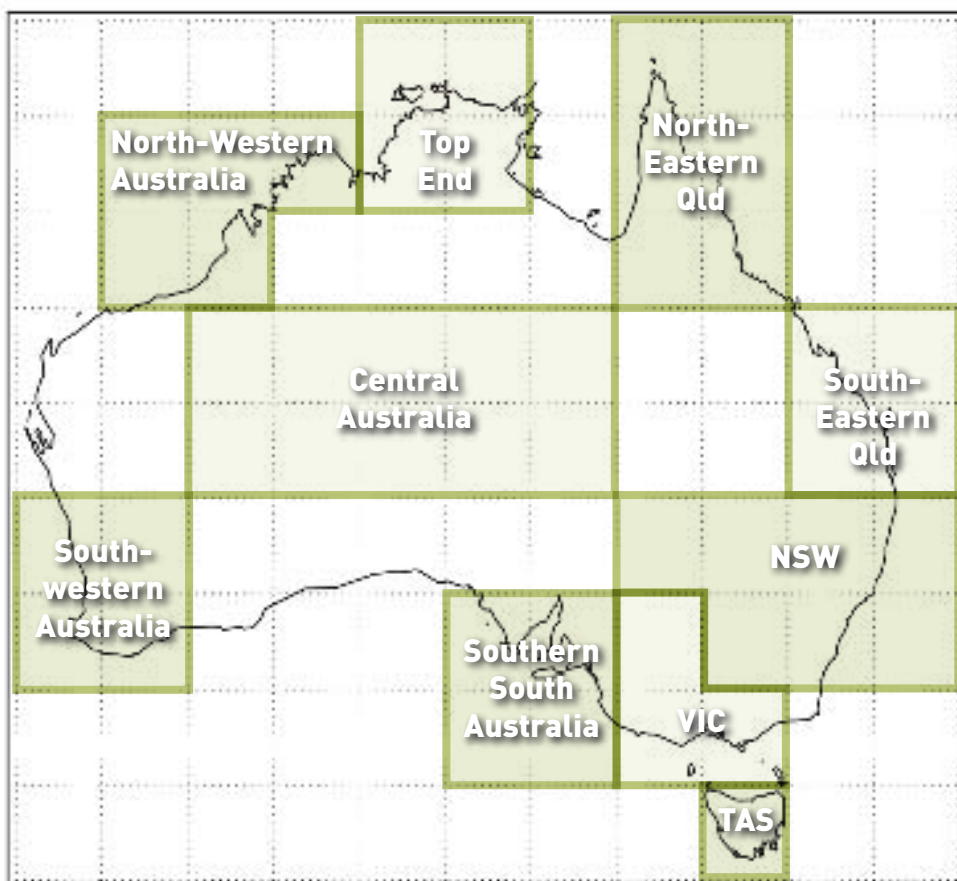 North-Western
Australia
Top
End
North-
Eastern
Qld
Central
Australia
South-
Eastern
Qld
South-
western
Australia
NSW
Southern
South
Australia
VIC
TAS